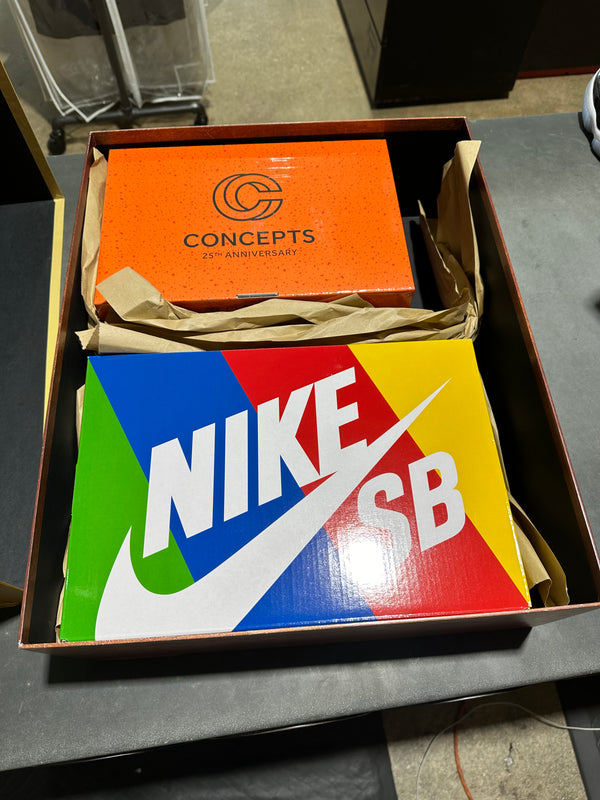 CONCEPTS
25TH ANNIVERSARY
NIKE
SB